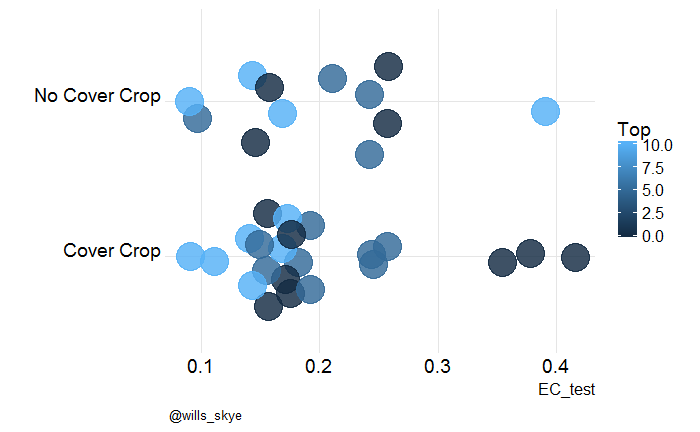 No Cover Crop
Cover Crop
Top
10.0
7.5
5.0
2.5
0.0
0.1 0.2 0.3 0.4
EC_test
@wills_skye